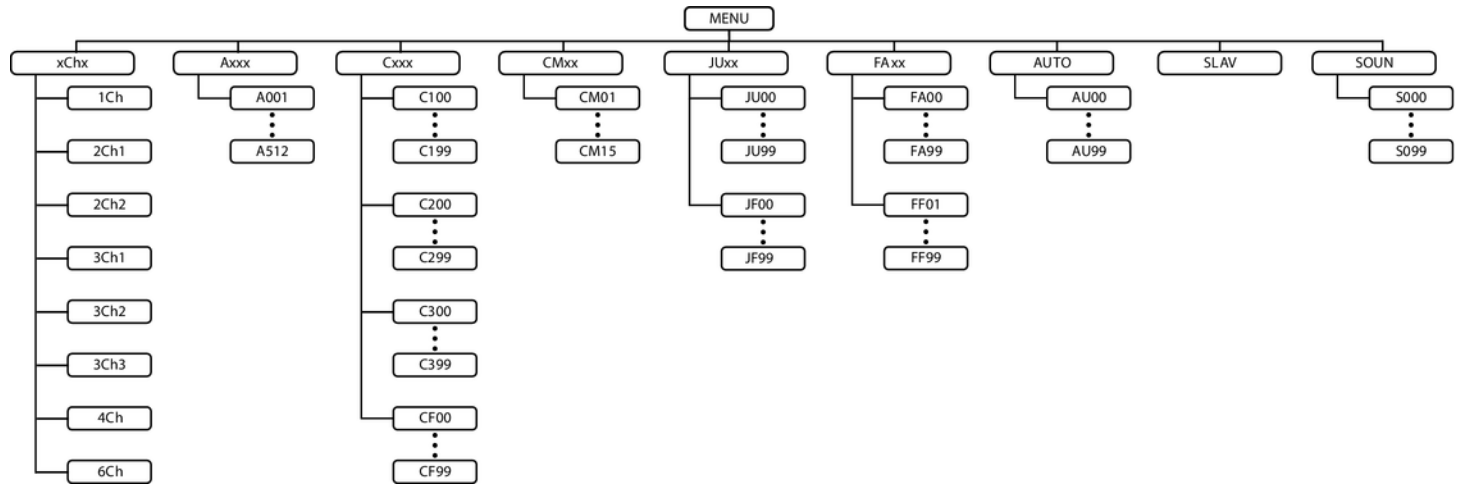 MENU
xChx
Axxx
Cxxx
CMxx
JUxx
FAxx
AUTO
SLAV
SOUN
1Ch
A001
C100
CM01
JU00
FA00
AU00
S000
2Ch1
A512
C199
CM15
JU99
FA99
AU99
S099
2Ch2
C200
JF00
FF01
3Ch1
C299
JF99
FF99
3Ch2
C300
3Ch3
C399
4Ch
CF00
6Ch
CF99